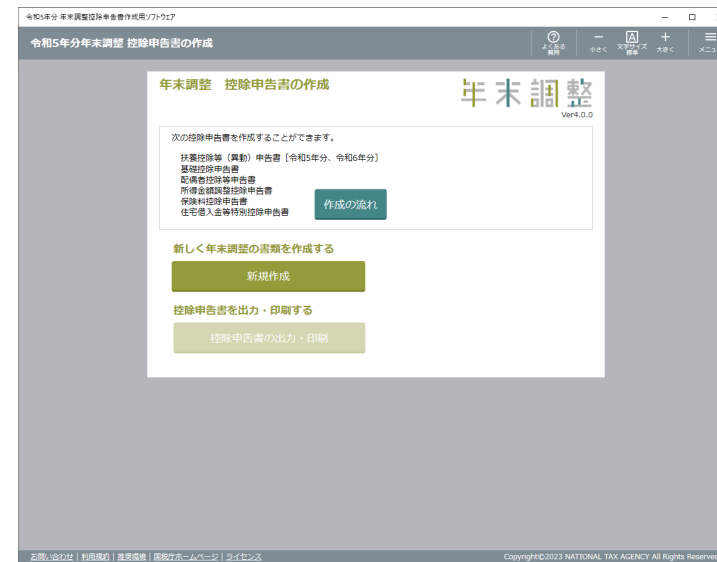 令和5年分 年末調整控除申告書作成用ソフトウェア
令和5年分年末調整 控除申告書の作成
よくある
質問
小さく
文字サイズ
標準
大きく
メニュ
年末調整 控除申告書の作成
年末調整
Ver4.0.0
次の控除申告書を作成することができます。
扶養控除等（異動）申告書［令和5年分、令和6年分］
基礎控除申告書
配偶者控除等申告書
所得金額調整控除申告書
保険料控除申告書
住宅借入金等特別控除申告書
作成の流れ
新しく年末調整の書類を作成する
新規作成
控除申告書を出力・印刷する
控除申告書の出力・印刷
お問い合わせ | 利用規約 | 推奨環境 | 国税庁ホームページ | ライセンス
Copyright©2023 NATIONAL TAX AGENCY All Rights Reserved